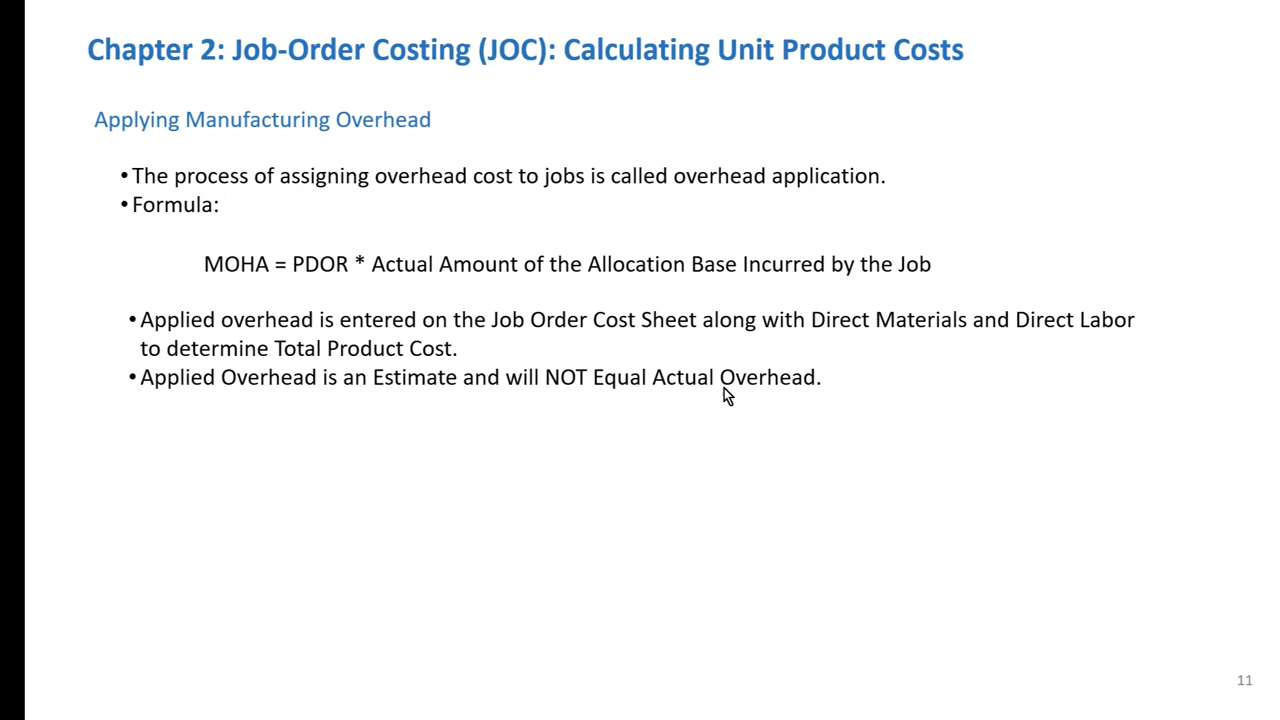 Chapter 2: Job-Order Costing (JOC): Calculating Unit Product Costs
Applying Manufacturing Overhead
•The process of assigning overhead cost to jobs is called overhead application.
•Formula:
MOHA = PDOR * Actual Amount of the Allocation Base Incurred by the Job
•Applied overhead is entered on the Job Order Cost Sheet along with Direct Materials and Direct Labor
to determine Total Product Cost.
•Applied Overhead is an Estimate and will NOT Equal Actual Overhead.
11